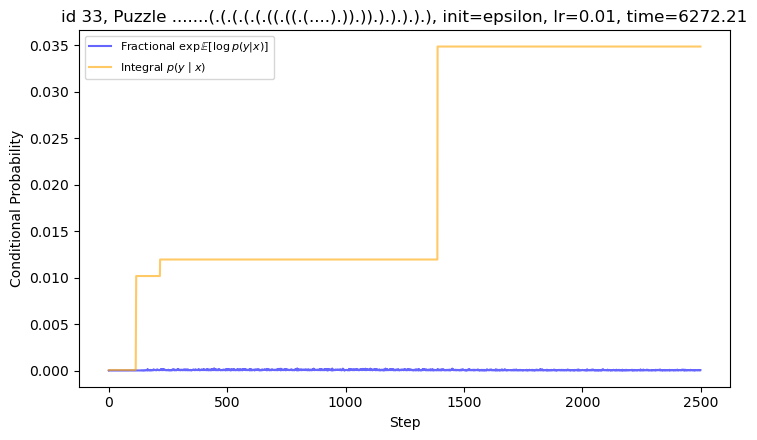 id 33, Puzzle .......(.(.(.(.(.((.((.(....).)).)).).).).).), init=epsilon, lr=0.01, time=6272.21
Fractional exp𝔼[log p(y|x)]
Integral p(y | x)
Conditional Probability
0.035
0.030
0.025
0.020
0.015
0.010
0.005
0.000
0 500 1000 1500 2000 2500
Step